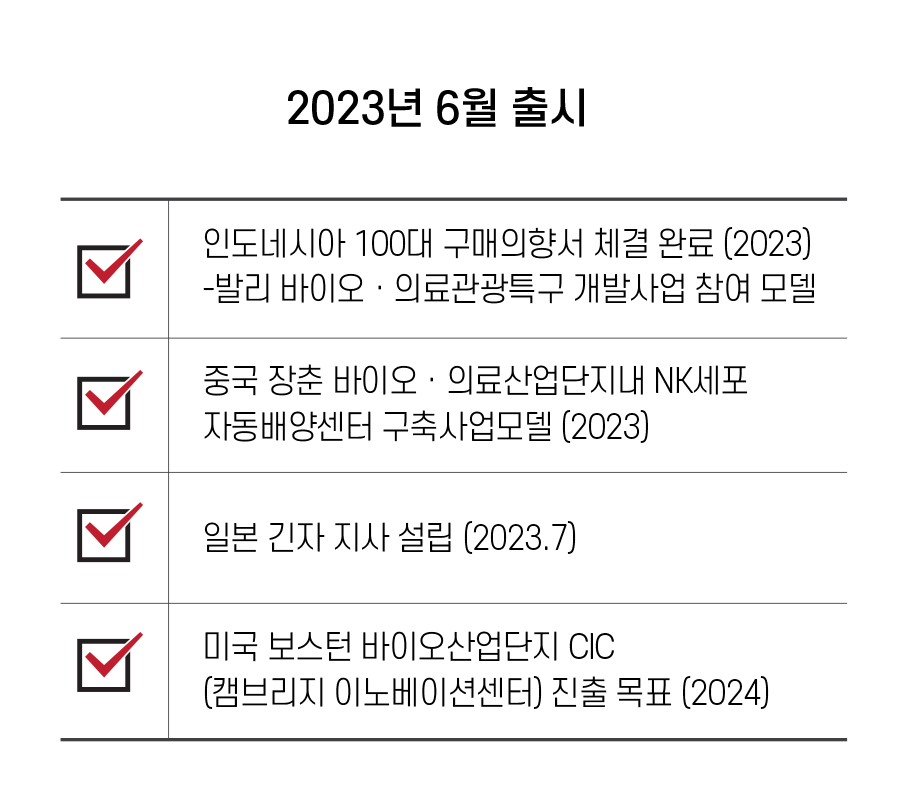 2023년 6월 출시
인도네시아 100대 구매의향서 체결 완료 (2023)
-발리 바이오 · 의료관광특구 개발사업 참여 모델
중국 장춘 바이오 · 의료산업단지내 NK세포
자동배양센터 구축사업모델 (2023)
일본 긴자 지사 설립 (2023.7)
미국 보스턴 바이오산업단지 CIC
(캠브리지 이노베이션센터) 진출 목표 (2024)